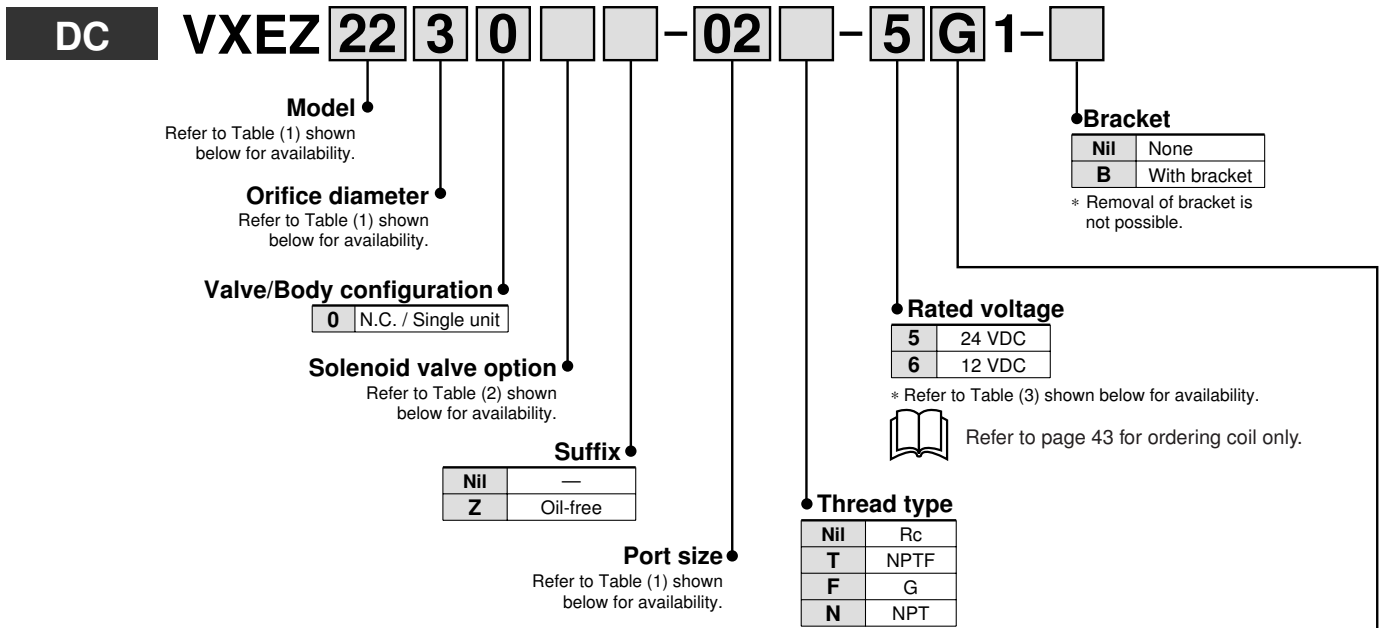 DC VXEZ 22 3 0 -02 -5 G 1-
Model
Refer to Table (1) shown
below for availability.
Orifice diameter
Refer to Table (1) shown
below for availability.
Valve/Body configuration
0 N.C. / Single unit
Solenoid valve option
Refer to Table (2) shown
below for availability.
Suffix
Nil —
Z Oil-free
Port size
Refer to Table (1) shown
below for availability.
Bracket
Nil None
B With bracket
* Removal of bracket is
not possible.
Rated voltage
5 24 VDC
6 12 VDC
* Refer to Table (3) shown below for availability.
Refer to page 43 for ordering coil only.
Thread type
Nil Rc
T NPTF
F G
N NPT